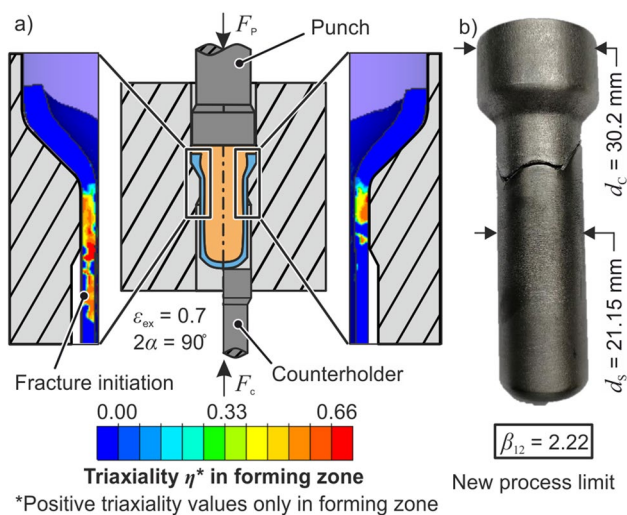 a)
F_P
Punch
ε_ex = 0.7
2α = 90°
Fracture initiation
F_c
Counterholder
0.00 0.33 0.66
Triaxiality η* in forming zone
*Positive triaxiality values only in forming zone
b)
d_C = 30.2 mm
d_S = 21.15 mm
β_12 = 2.22
New process limit